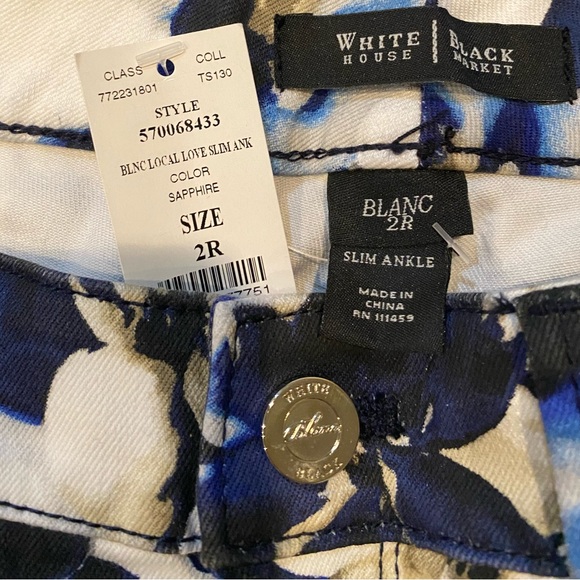 CLASS COLL
772231801 TS130
STYLE
570068433
BLNC LOCAL LOVE SLIM ANK
COLOR
SAPPHIRE
SIZE
2R
7751
WHITE | BLACK
HOUSE MARKET
BLANC
2R
SLIM ANKLE
MADE IN
CHINA
RN 111459
WHITE
BLACK